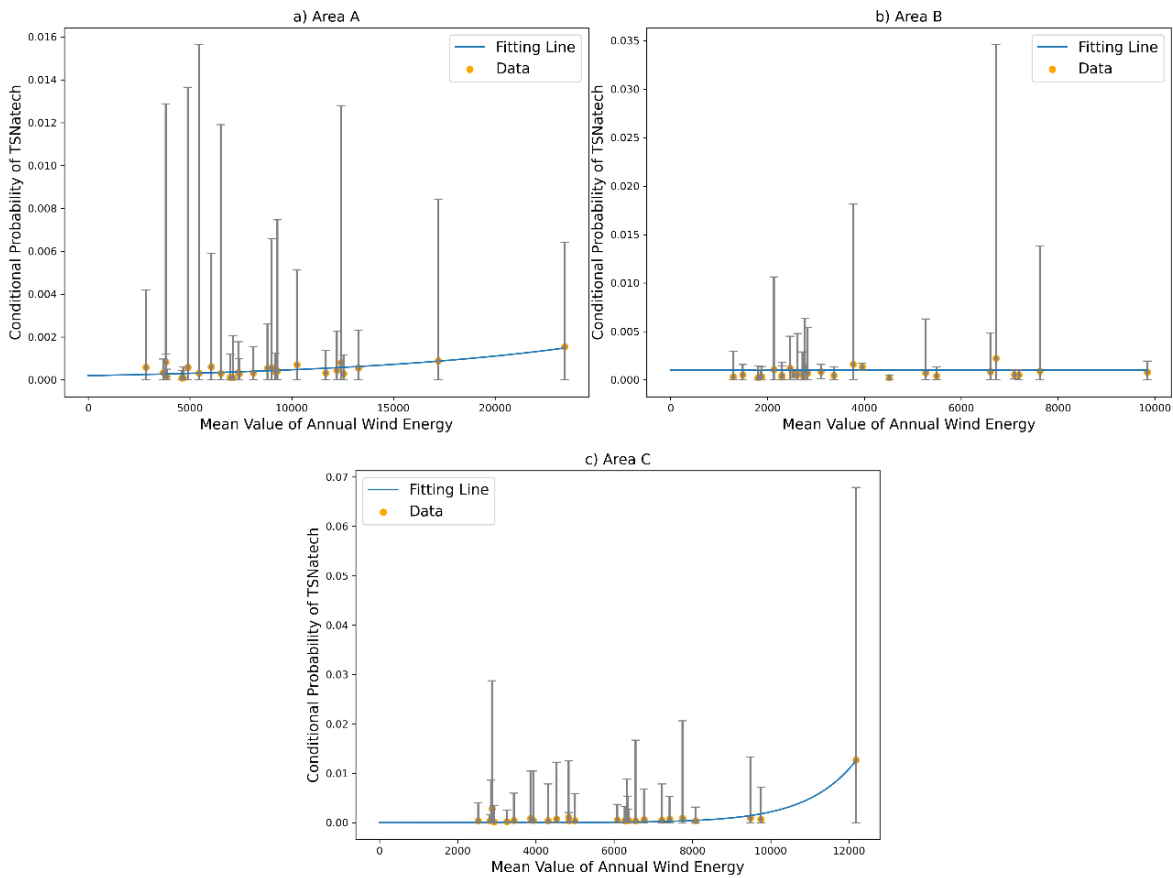 a) Area A
Conditional Probability of TSNatech
0.016
0.014
0.012
0.010
0.008
0.006
0.004
0.002
0.000
Fitting Line
Data
0 5000 10000 15000 20000
Mean Value of Annual Wind Energy
b) Area B
Conditional Probability of TSNatech
0.035
0.030
0.025
0.020
0.015
0.010
0.005
0.000
Fitting Line
Data
0 2000 4000 6000 8000 10000
Mean Value of Annual Wind Energy
c) Area C
Conditional Probability of TSNatech
0.07
0.06
0.05
0.04
0.03
0.02
0.01
0.00
Fitting Line
Data
0 2000 4000 6000 8000 10000 12000
Mean Value of Annual Wind Energy